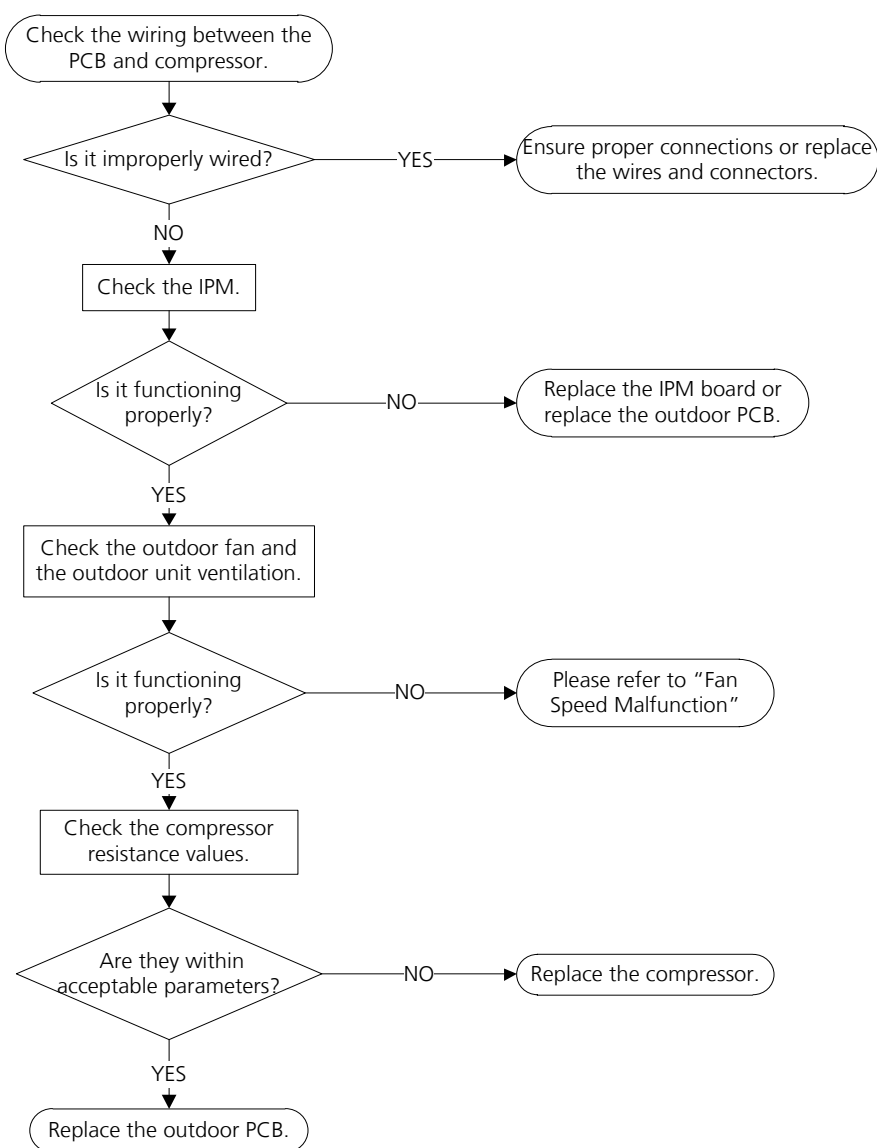 Check the wiring between the
PCB and compressor.
Is it improperly wired?
YES
Ensure proper connections or replace
the wires and connectors.
NO
Check the IPM.
Is it functioning
properly?
NO
Replace the IPM board or
replace the outdoor PCB.
YES
Check the outdoor fan and
the outdoor unit ventilation.
Is it functioning
properly?
NO
Please refer to “Fan
Speed Malfunction”
YES
Check the compressor
resistance values.
Are they within
acceptable parameters?
NO
Replace the compressor.
YES
Replace the outdoor PCB.